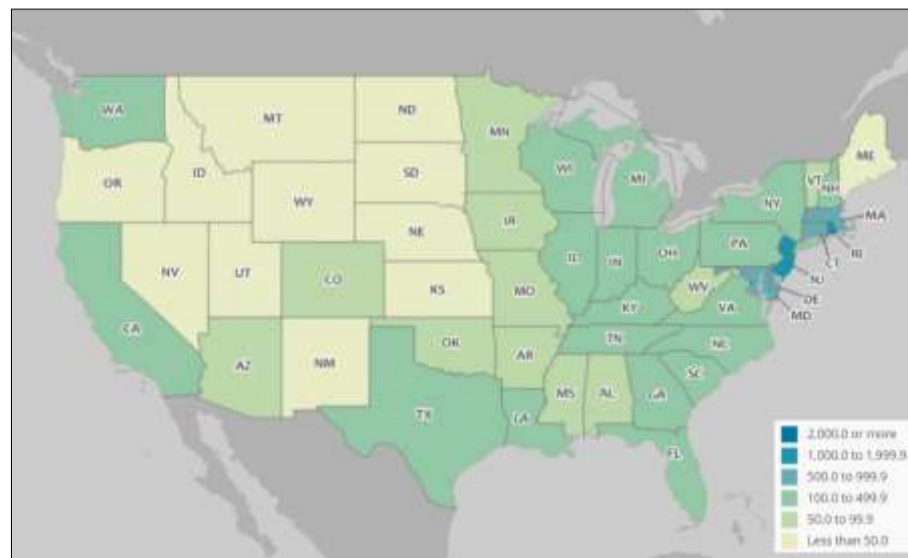 WA
MT
ND
MN
ME
OR
ID
SD
WI
VT
NH
WY
MI
NY
MA
NE
IR
PA
RI
CT
NV
UT
CO
IL
IN
OH
NJ
DE
KS
MO
WV
VA
MD
CA
KY
AZ
NM
OK
TN
NC
AR
SC
MS
AL
GA
TX
LA
FL
2,000.0 or more
1,000.0 to 1,999.9
500.0 to 999.9
100.0 to 499.9
50.0 to 99.9
Less than 50.0